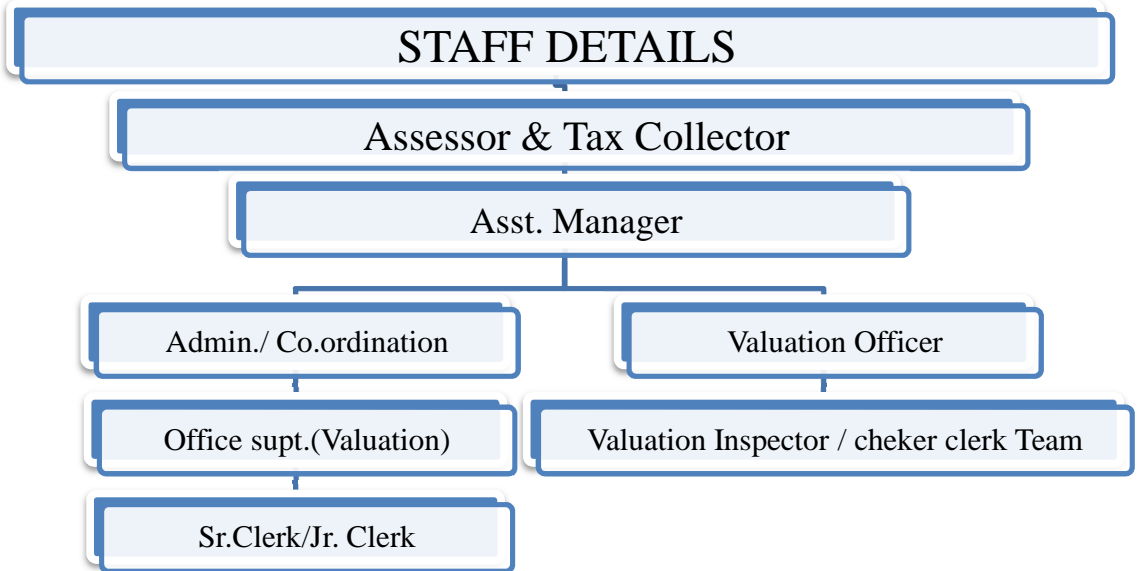 STAFF DETAILS
Assessor & Tax Collector
Asst. Manager
Admin./ Co.ordination
Valuation Officer
Office supt.(Valuation)
Valuation Inspector / cheker clerk Team
Sr.Clerk/Jr. Clerk